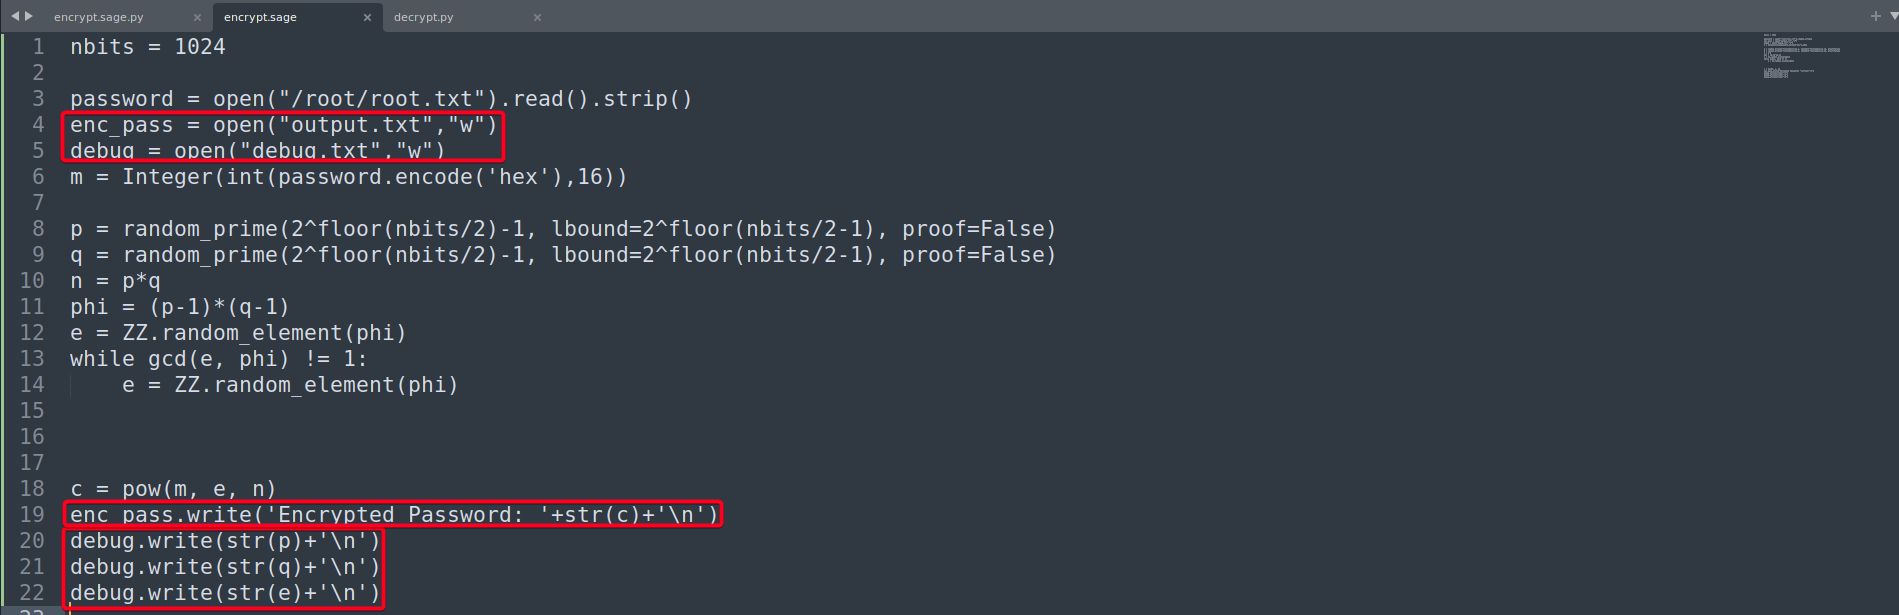 encrypt.sage.py × encrypt.sage × decrypt.py × +
1 nbits = 1024
2
3 password = open("/root/root.txt").read().strip()
4 enc_pass = open("output.txt","w")
5 debug = open("debug.txt","w")
6 m = Integer(int(password.encode('hex'),16))
7
8 p = random_prime(2^floor(nbits/2)-1, lbound=2^floor(nbits/2-1), proof=False)
9 q = random_prime(2^floor(nbits/2)-1, lbound=2^floor(nbits/2-1), proof=False)
10 n = p*q
11 phi = (p-1)*(q-1)
12 e = ZZ.random_element(phi)
13 while gcd(e, phi) != 1:
14     e = ZZ.random_element(phi)
15
16
17
18 c = pow(m, e, n)
19 enc_pass.write('Encrypted Password: '+str(c)+'\n')
20 debug.write(str(p)+'\n')
21 debug.write(str(q)+'\n')
22 debug.write(str(e)+'\n')
23